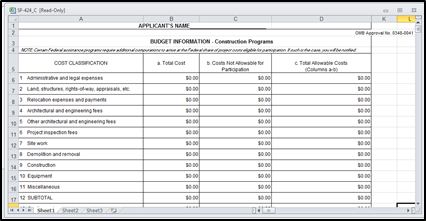 SF-424_C [Read-Only]
A B C D E L
1 APPLICANT'S NAME
2 OMB Approval No. 0348-0041
3 BUDGET INFORMATION - Construction Programs
4 NOTE: Certain Federal assistance programs require additional computations to arrive at the Federal share of project costs eligible for participation. If such is the case, you will be notified.
5 COST CLASSIFICATION a. Total Cost b. Costs Not Allowable for Participation c. Total Allowable Costs (Columns a-b)
6 1 Administrative and legal expenses $0.00 $0.00 $0.00
7 2 Land, structures, rights-of-way, appraisals, etc. $0.00 $0.00 $0.00
8 3 Relocation expenses and payments $0.00 $0.00 $0.00
9 4 Architectural and engineering fees $0.00 $0.00 $0.00
10 5 Other architectural and engineering fees $0.00 $0.00 $0.00
11 6 Project inspection fees $0.00 $0.00 $0.00
12 7 Site work $0.00 $0.00 $0.00
13 8 Demolition and removal $0.00 $0.00 $0.00
14 9 Construction $0.00 $0.00 $0.00
15 10 Equipment $0.00 $0.00 $0.00
16 11 Miscellaneous $0.00 $0.00 $0.00
17 12 SUBTOTAL $0.00 $0.00 $0.00
Sheet1 Sheet2 Sheet3